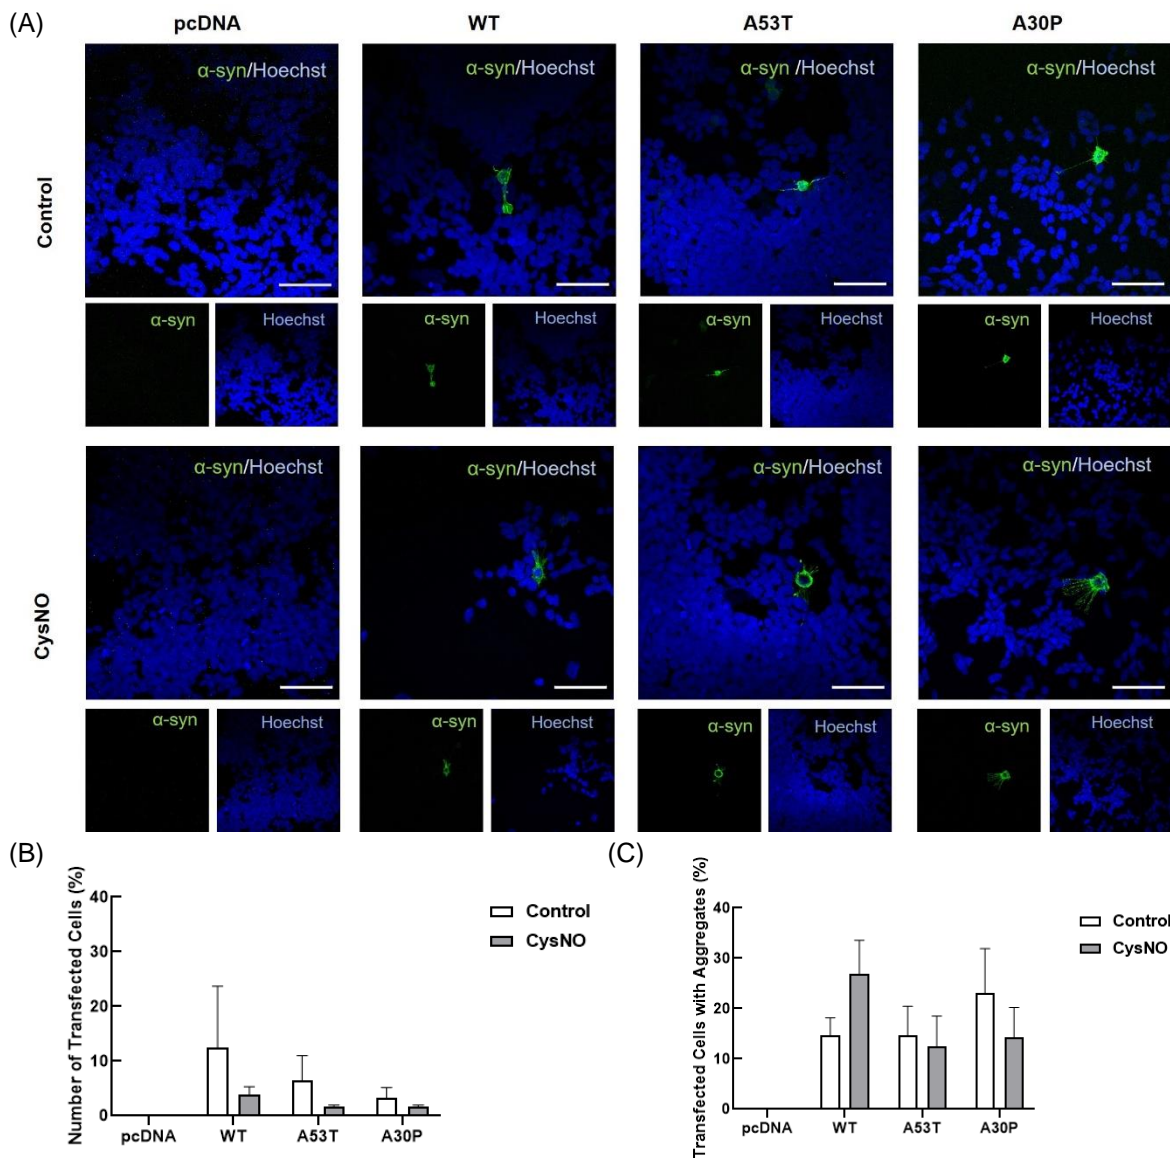 (A)
pcDNA WT A53T A30P
Control
α-syn/Hoechst α-syn/Hoechst α-syn /Hoechst α-syn/Hoechst
α-syn Hoechst α-syn Hoechst α-syn Hoechst α-syn Hoechst
CysNO
α-syn/Hoechst α-syn/Hoechst α-syn/Hoechst α-syn/Hoechst
α-syn Hoechst α-syn Hoechst α-syn Hoechst α-syn Hoechst
(B)
Number of Transfected Cells (%)
40
30
20
10
0
pcDNA WT A53T A30P
Control
CysNO
(C)
Transfected Cells with Aggregates (%)
40
30
20
10
0
pcDNA WT A53T A30P
Control
CysNO